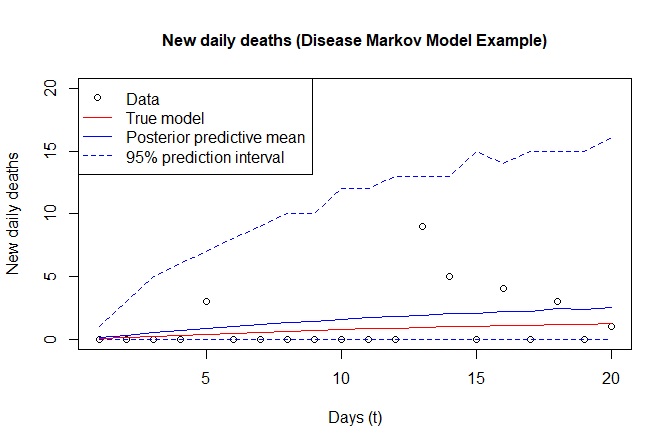 New daily deaths (Disease Markov Model Example)
Data
True model
Posterior predictive mean
95% prediction interval
20
15
10
5
0
New daily deaths
5
10
15
20
Days (t)